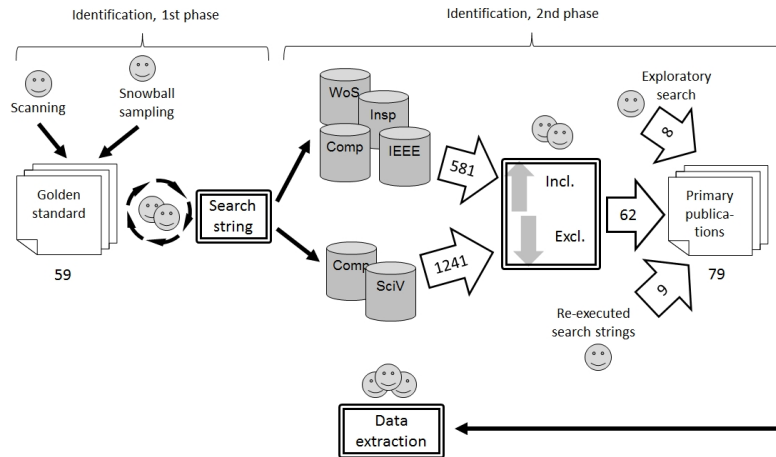 Identification, 1st phase
Identification, 2nd phase
Scanning
Snowball
sampling
Golden
standard
59
Search
string
WoS
Insp
Comp
IEEE
581
Comp
SciV
1241
Incl.
Excl.
Exploratory
search
8
62
Primary
publica-
tions
79
9
Re-executed
search strings
Data
extraction